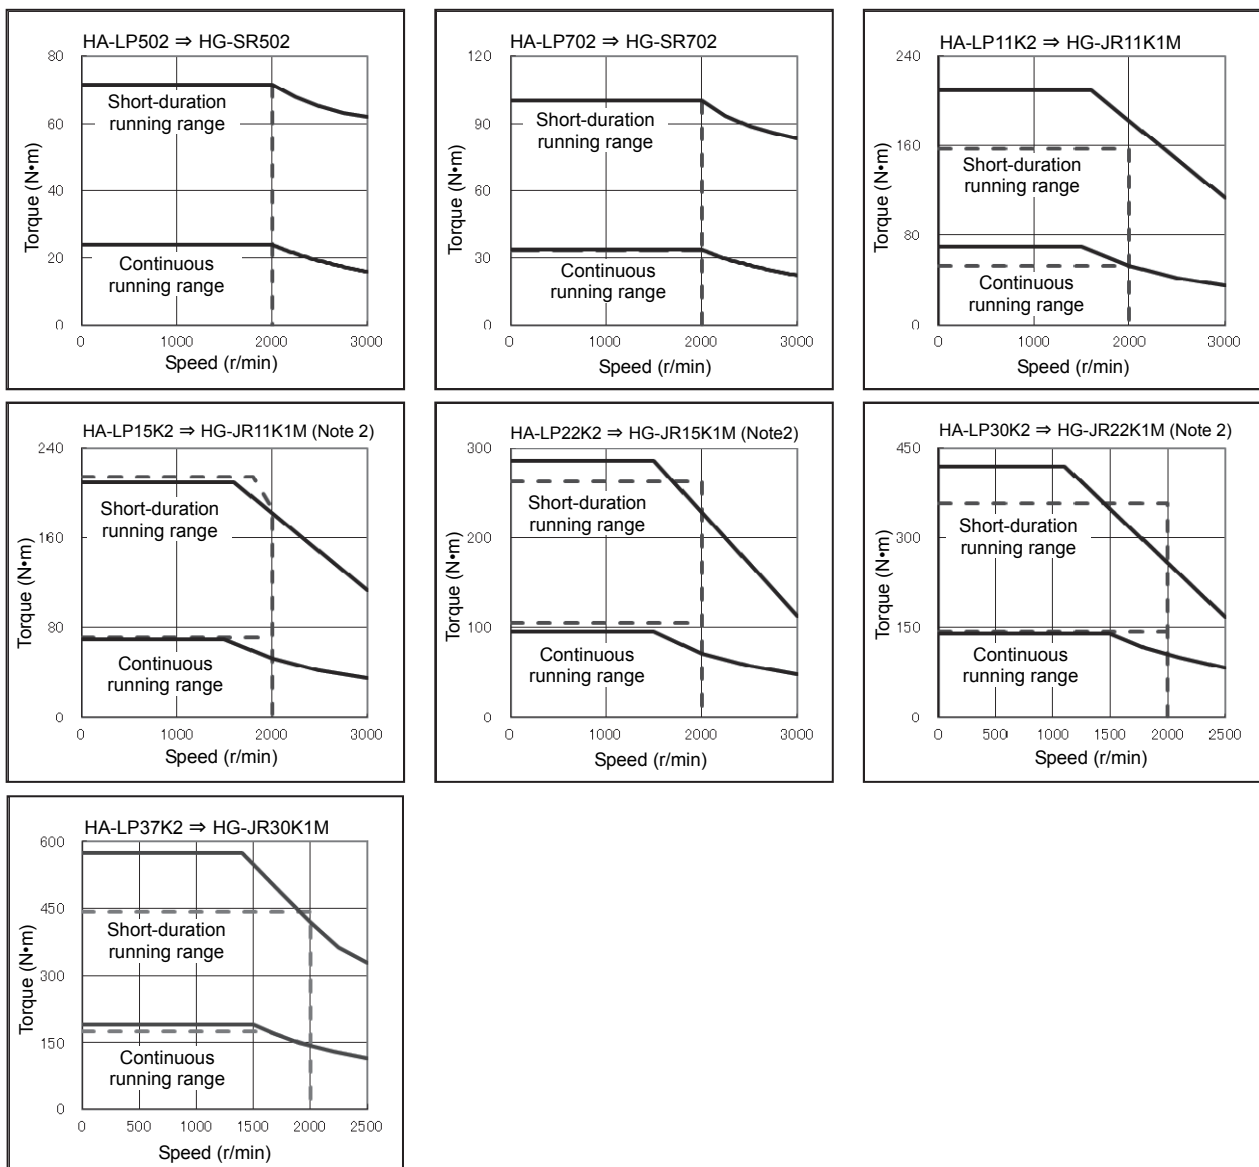 HA-LP502 ⇒ HG-SR502
80
60
40
20
0
Torque (N•m)
Short-duration
running range
Continuous
running range
0 1000 2000 3000
Speed (r/min)
HA-LP702 ⇒ HG-SR702
120
90
60
30
0
Torque (N•m)
Short-duration
running range
Continuous
running range
0 1000 2000 3000
Speed (r/min)
HA-LP11K2 ⇒ HG-JR11K1M
240
160
80
0
Torque (N•m)
Short-duration
running range
Continuous
running range
0 1000 2000 3000
Speed (r/min)
HA-LP15K2 ⇒ HG-JR11K1M (Note 2)
240
160
80
0
Torque (N•m)
Short-duration
running range
Continuous
running range
0 1000 2000 3000
Speed (r/min)
HA-LP22K2 ⇒ HG-JR15K1M (Note2)
300
200
100
0
Torque (N•m)
Short-duration
running range
Continuous
running range
0 1000 2000 3000
Speed (r/min)
HA-LP30K2 ⇒ HG-JR22K1M (Note 2)
450
300
150
0
Torque (N•m)
Short-duration
running range
Continuous
running range
0 500 1000 1500 2000 2500
Speed (r/min)
HA-LP37K2 ⇒ HG-JR30K1M
600
450
300
150
0
Torque (N•m)
Short-duration
running range
Continuous
running range
0 500 1000 1500 2000 2500
Speed (r/min)